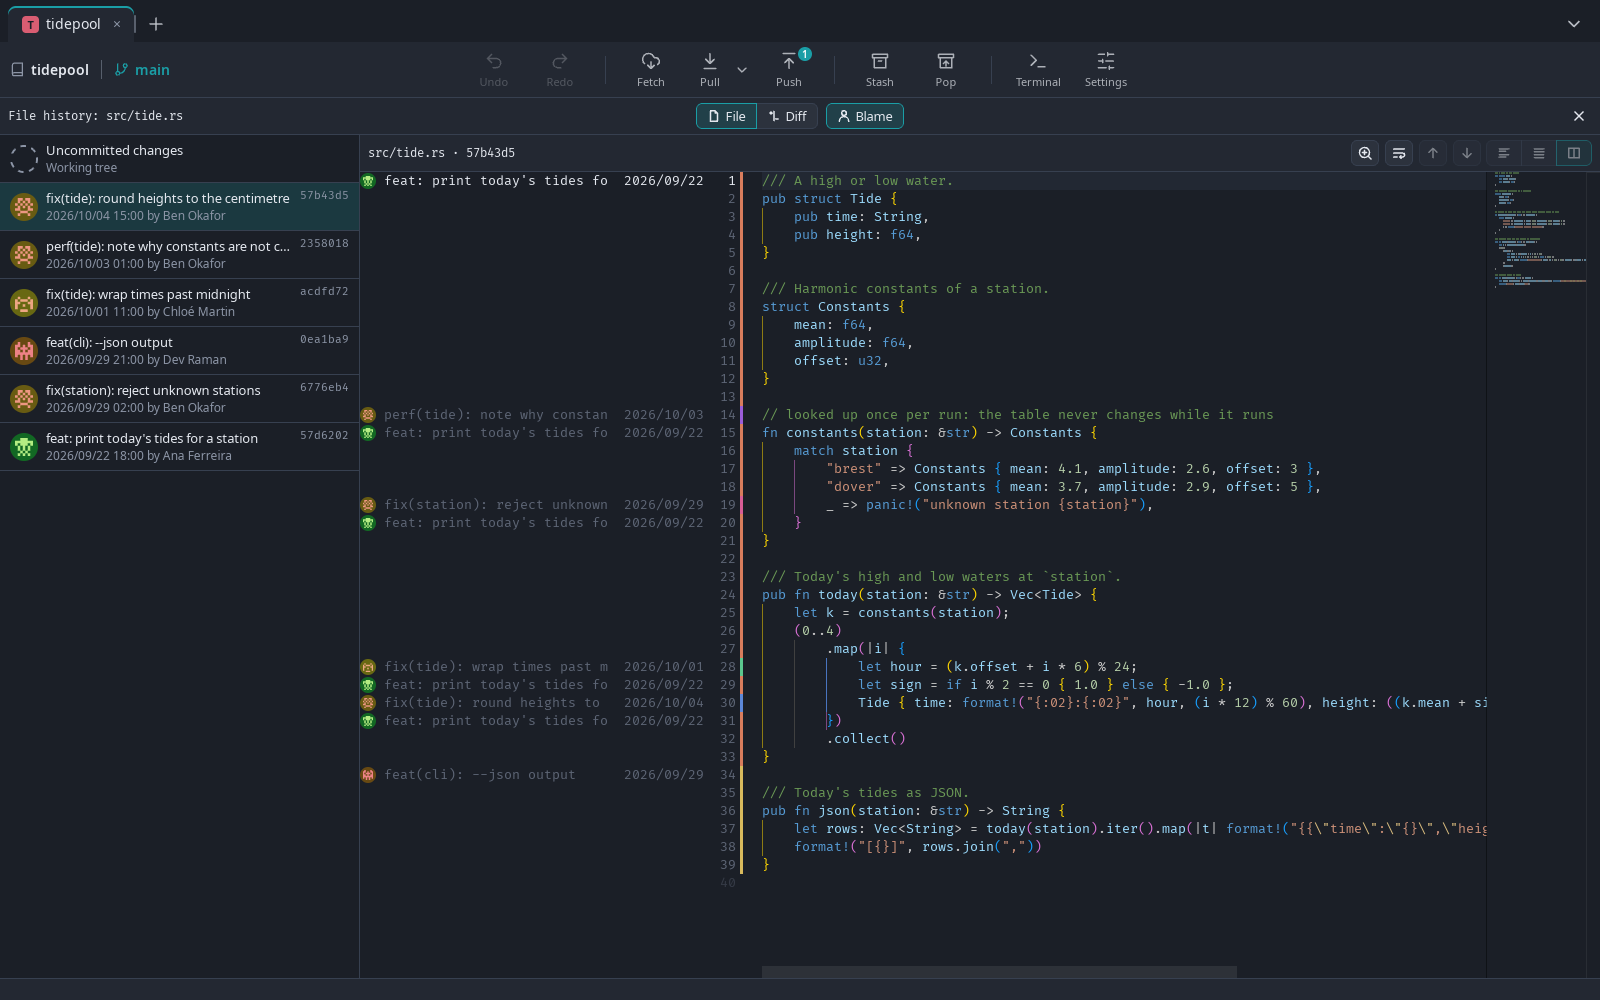 T tidepool × +
tidepool main
Undo Redo Fetch Pull Push 1 Stash Pop Terminal Settings
File history: src/tide.rs
File Diff Blame
Uncommitted changes
Working tree
fix(tide): round heights to the centimetre 57b43d5
2026/10/04 15:00 by Ben Okafor
perf(tide): note why constants are not c... 2358018
2026/10/03 01:00 by Ben Okafor
fix(tide): wrap times past midnight acdfd72
2026/10/01 11:00 by Chloé Martin
feat(cli): --json output 0ea1ba9
2026/09/29 21:00 by Dev Raman
fix(station): reject unknown stations 6776eb4
2026/09/29 02:00 by Ben Okafor
feat: print today's tides for a station 57d6202
2026/09/22 18:00 by Ana Ferreira
src/tide.rs · 57b43d5
feat: print today's tides fo 2026/09/22 1 /// A high or low water.
2 pub struct Tide {
3 pub time: String,
4 pub height: f64,
5 }
6
7 /// Harmonic constants of a station.
8 struct Constants {
9 mean: f64,
10 amplitude: f64,
11 offset: u32,
12 }
13
perf(tide): note why constan 2026/10/03 14 // looked up once per run: the table never changes while it runs
feat: print today's tides fo 2026/09/22 15 fn constants(station: &str) -> Constants {
16 match station {
17 "brest" => Constants { mean: 4.1, amplitude: 2.6, offset: 3 },
18 "dover" => Constants { mean: 3.7, amplitude: 2.9, offset: 5 },
fix(station): reject unknown 2026/09/29 19 _ => panic!("unknown station {station}"),
feat: print today's tides fo 2026/09/22 20 }
21 }
22
23 /// Today's high and low waters at `station`.
24 pub fn today(station: &str) -> Vec<Tide> {
25 let k = constants(station);
26 (0..4)
27 .map(|i| {
fix(tide): wrap times past m 2026/10/01 28 let hour = (k.offset + i * 6) % 24;
feat: print today's tides fo 2026/09/22 29 let sign = if i % 2 == 0 { 1.0 } else { -1.0 };
fix(tide): round heights to 2026/10/04 30 Tide { time: format!("{:02}:{:02}", hour, (i * 12) % 60), height: ((k.mean + si
feat: print today's tides fo 2026/09/22 31 })
32 .collect()
33 }
feat(cli): --json output 2026/09/29 34
35 /// Today's tides as JSON.
36 pub fn json(station: &str) -> String {
37 let rows: Vec<String> = today(station).iter().map(|t| format!("{{\"time\":\"{}\",\"heig
38 format!("[{}]", rows.join(","))
39 }
40